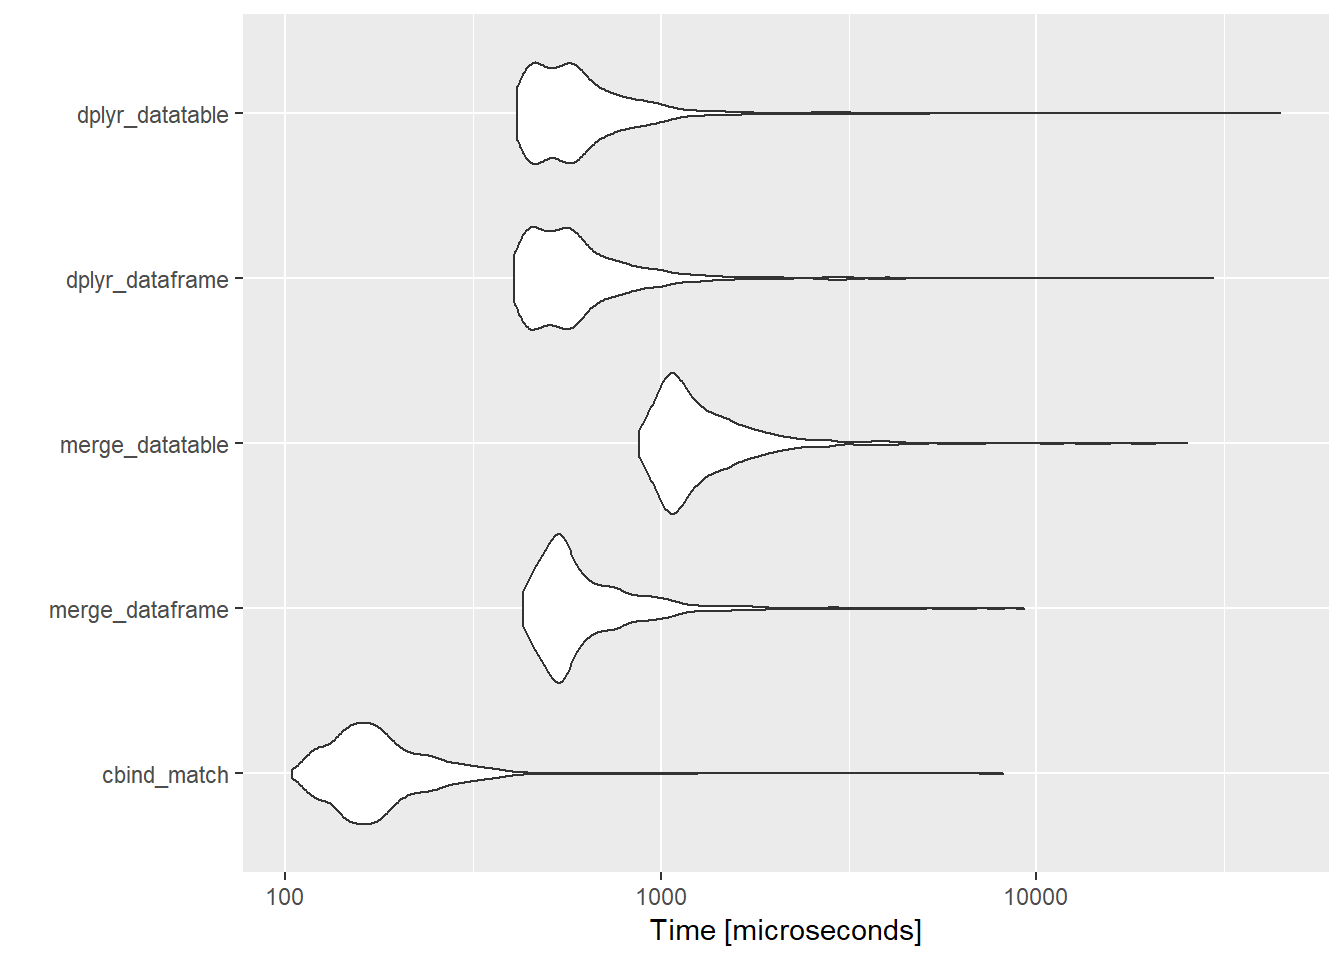 dplyr_datatable
dplyr_dataframe
merge_datatable
merge_dataframe
cbind_match
100 1000 10000
Time [microseconds]